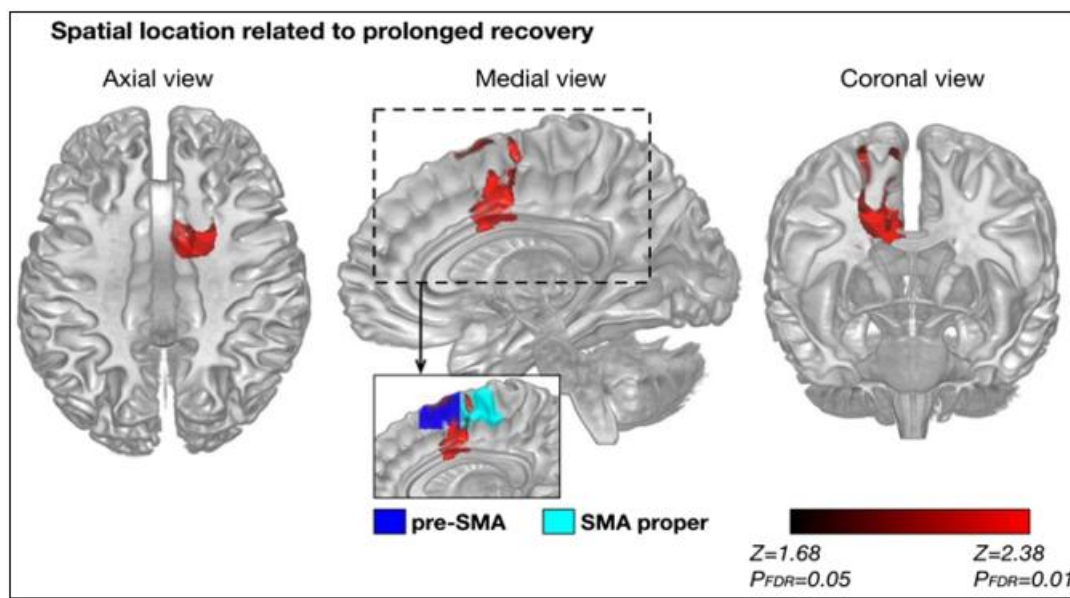 Spatial location related to prolonged recovery
Axial view
Medial view
Coronal view
pre-SMA
SMA proper
Z=1.68
Z=2.38
PFDR=0.05
PFDR=0.01